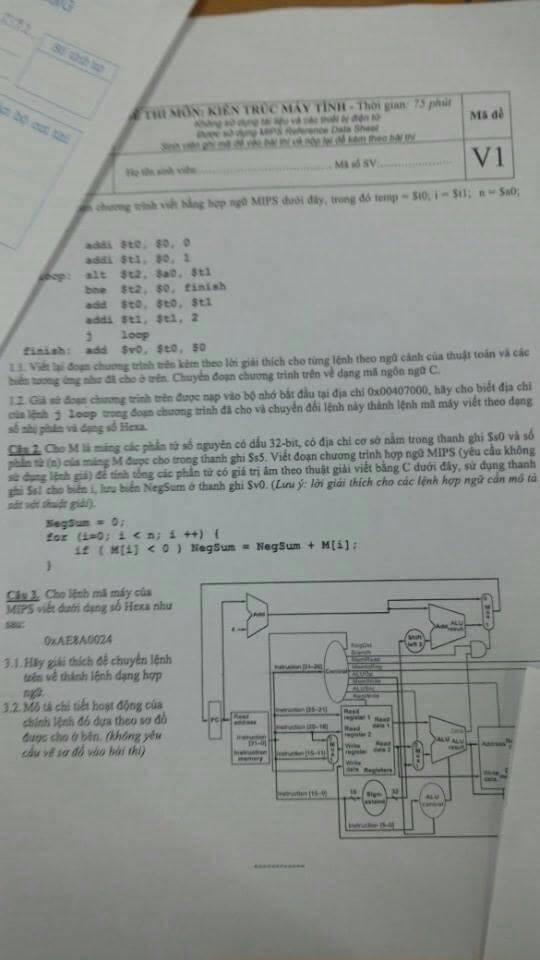 ĐỀ THI MÔN: KIẾN TRÚC MÁY TÍNH - Thời gian: 75 phút
Không sử dụng tài liệu và các thiết bị điện tử
Được sử dụng MIPS Reference Data Sheet
Sinh viên ghi mã đề vào bài thi và nộp lại đề kèm theo bài thi
Mã đề
V1
Họ tên sinh viên: Mã số SV:
chương trình viết bằng hợp ngữ MIPS dưới đây, trong đó temp = $t0; i = $t1; n = $a0;
addi $t0, $0, 0
addi $t1, $0, 1
loop: slt $t2, $a0, $t1
bne $t2, $0, finish
add $t0, $t0, $t1
addi $t1, $t1, 2
j loop
finish: add $v0, $t0, $0
1.1. Viết lại đoạn chương trình trên kèm theo lời giải thích cho từng lệnh theo ngữ cảnh của thuật toán và các
biến tương ứng như đã cho ở trên. Chuyển đoạn chương trình trên về dạng mã ngôn ngữ C.
1.2. Giả sử đoạn chương trình trên được nạp vào bộ nhớ bắt đầu tại địa chỉ 0x00407000, hãy cho biết địa chỉ
của lệnh j loop trong đoạn chương trình đã cho và chuyển đổi lệnh này thành lệnh mã máy viết theo dạng
số nhị phân và dạng số Hexa.
Câu 2. Cho M là mảng các phần tử số nguyên có dấu 32-bit, có địa chỉ cơ sở nằm trong thanh ghi $s0 và số
phần tử (n) của mảng M được cho trong thanh ghi $s5. Viết đoạn chương trình hợp ngữ MIPS (yêu cầu không
sử dụng lệnh giả) để tính tổng các phần tử có giá trị âm theo thuật giải viết bằng C dưới đây, sử dụng thanh
ghi $s1 cho biến i, lưu biến NegSum ở thanh ghi $v0. (Lưu ý: lời giải thích cho các lệnh hợp ngữ cần mô tả
sát với thuật giải).
NegSum = 0;
for (i=0; i < n; i ++) {
if ( M[i] < 0 ) NegSum = NegSum + M[i];
}
Câu 3. Cho lệnh mã máy của
MIPS viết dưới dạng số Hexa như
sau:
0xAE8A0024
3.1. Hãy giải thích để chuyển lệnh
trên về thành lệnh dạng hợp
ngữ.
3.2. Mô tả chi tiết hoạt động của
chính lệnh đó dựa theo sơ đồ
được cho ở bên. (không yêu
cầu vẽ sơ đồ vào bài thi)
Add
4
Shift
left 2
Add ALU
result
RegDst
Branch
MemRead
MemtoReg
ALUOp
MemWrite
ALUSrc
RegWrite
Control
Instruction [31–26]
Instruction [25–21]
Instruction [20–16]
Instruction [15–11]
Instruction [15–0]
Instruction [5–0]
PC
Read
address
Instruction
[31–0]
Instruction
memory
Read
register 1
Read
register 2
Write
register
Write
data
Read
data 1
Read
data 2
Registers
ALU ALU
result
Address
Write
16
Sign-
extend
32
ALU
control